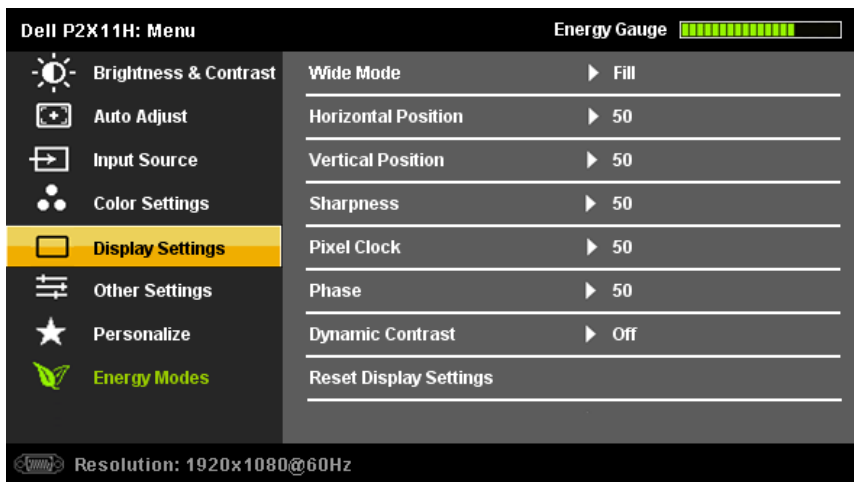 Dell P2X11H: Menu Energy Gauge
Brightness & Contrast Wide Mode Fill
Auto Adjust Horizontal Position 50
Input Source Vertical Position 50
Color Settings Sharpness 50
Display Settings Pixel Clock 50
Other Settings Phase 50
Personalize Dynamic Contrast Off
Energy Modes Reset Display Settings
Resolution: 1920x1080@60Hz